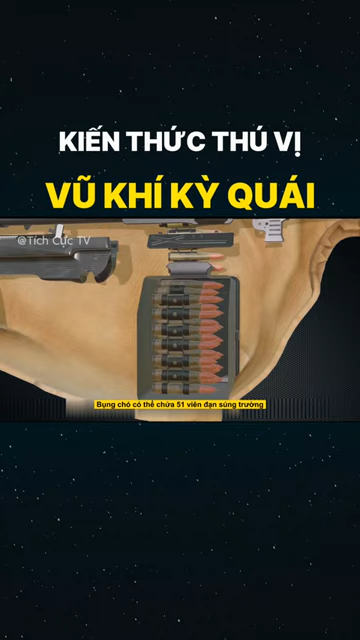 KIẾN THỨC THÚ VỊ
VŨ KHÍ KỲ QUÁI
@Tích Cực TV
Bụng chó có thể chứa 51 viên đạn súng trường